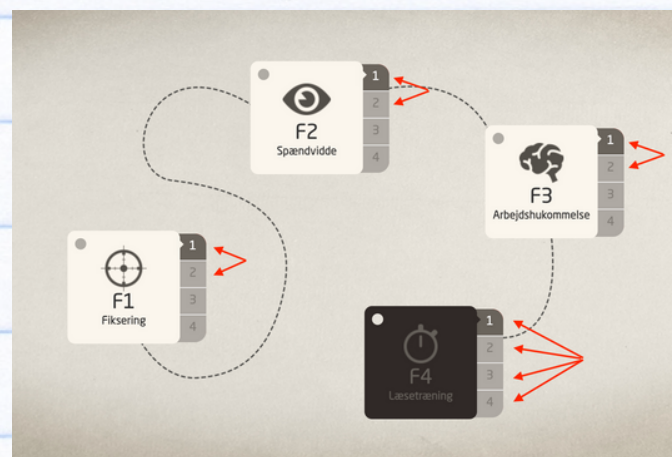 F1
Fiksering
1
2
3
4
F2
Spændvidde
1
2
3
4
F3
Arbejdshukommelse
1
2
3
4
F4
Læsetræning
1
2
3
4